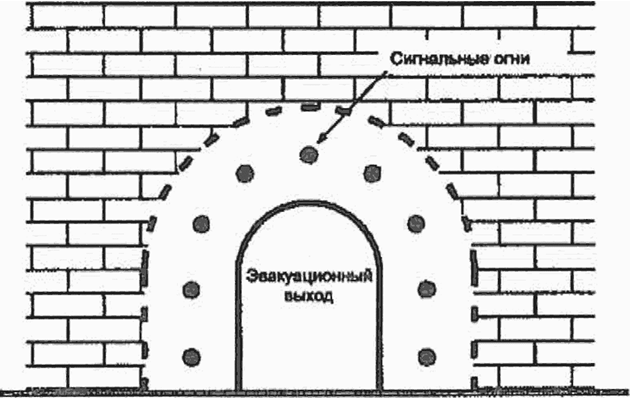 Сигнальные огни
Эвакуационный
выход